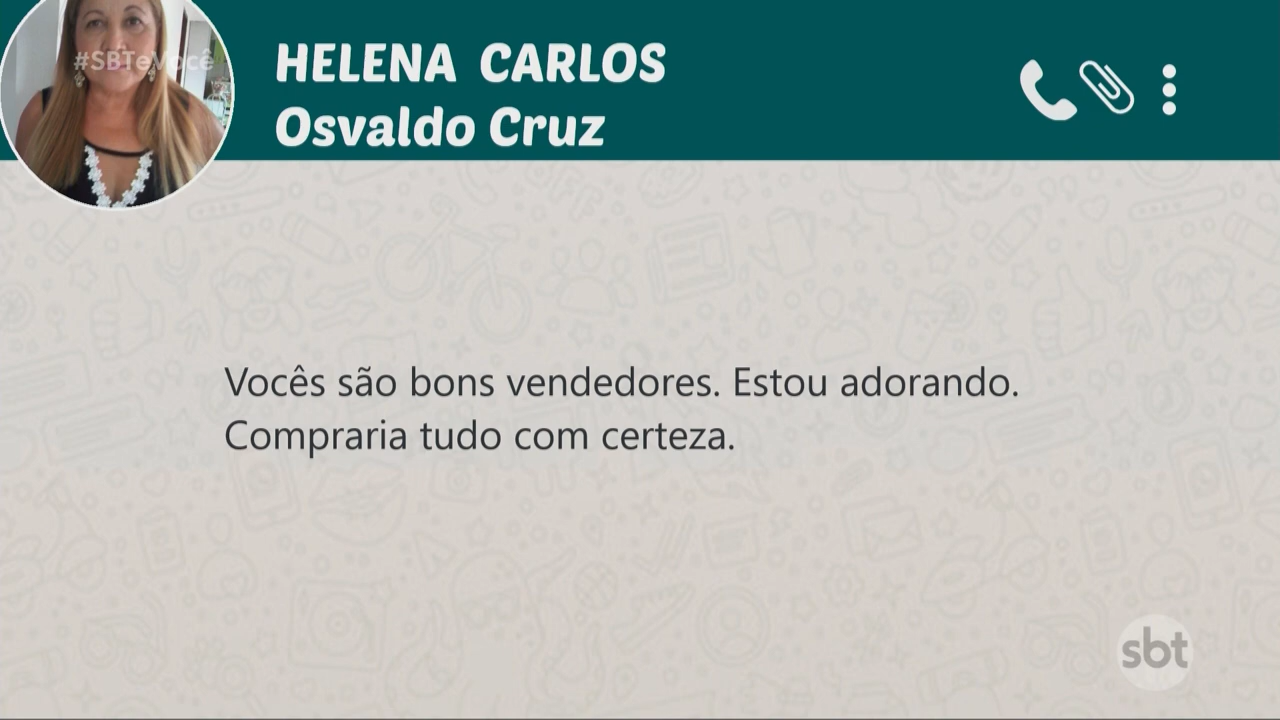 #SBTeVocê
HELENA CARLOS
Osvaldo Cruz
Vocês são bons vendedores. Estou adorando.
Compraria tudo com certeza.
sbt